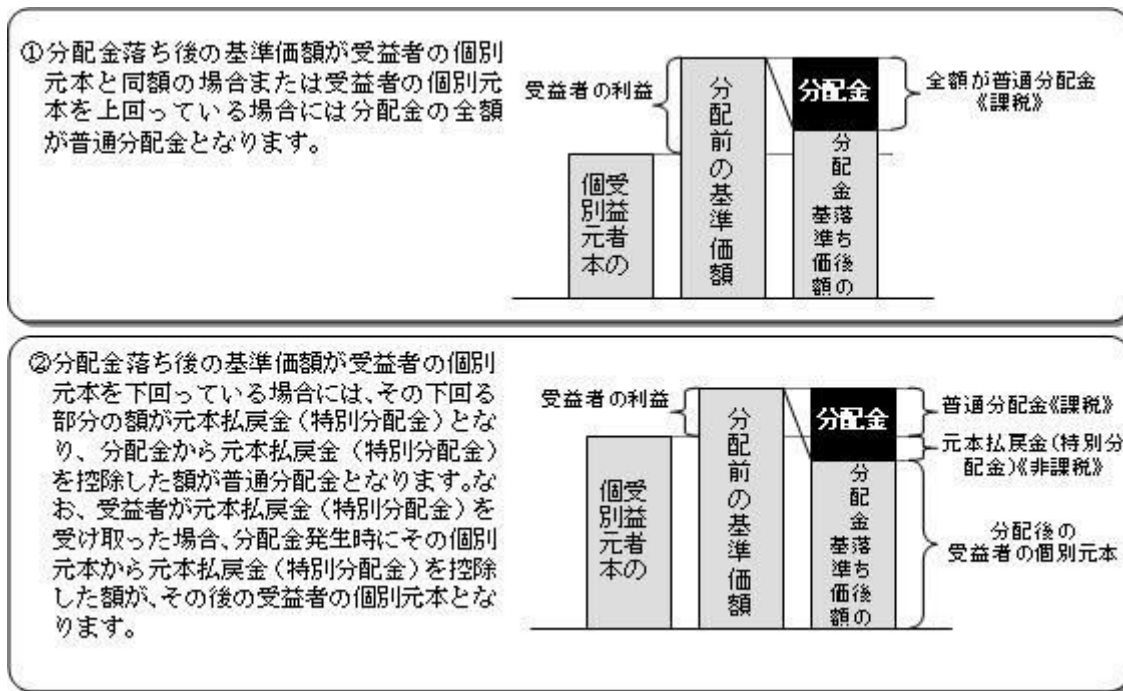 ①分配金落ち後の基準価額が受益者の個別
元本と同額の場合または受益者の個別元
本を上回っている場合には分配金の全額
が普通分配金となります。
受益者の利益
分配金
全額が普通分配金
《課税》
受益者の
個別元本
分配前の基準価額
分配金落ち後の
基準価額
②分配金落ち後の基準価額が受益者の個別
元本を下回っている場合には、その下回る
部分の額が元本払戻金（特別分配金）とな
り、分配金から元本払戻金（特別分配金）
を控除した額が普通分配金となります。な
お、受益者が元本払戻金（特別分配金）を
受け取った場合、分配金発生時にその個別
元本から元本払戻金（特別分配金）を控除
した額が、その後の受益者の個別元本とな
ります。
受益者の利益
分配金
普通分配金《課税》
元本払戻金(特別分
配金)《非課税》
受益者の
個別元本
分配前の基準価額
分配金落ち後の
基準価額
分配後の
受益者の個別元本